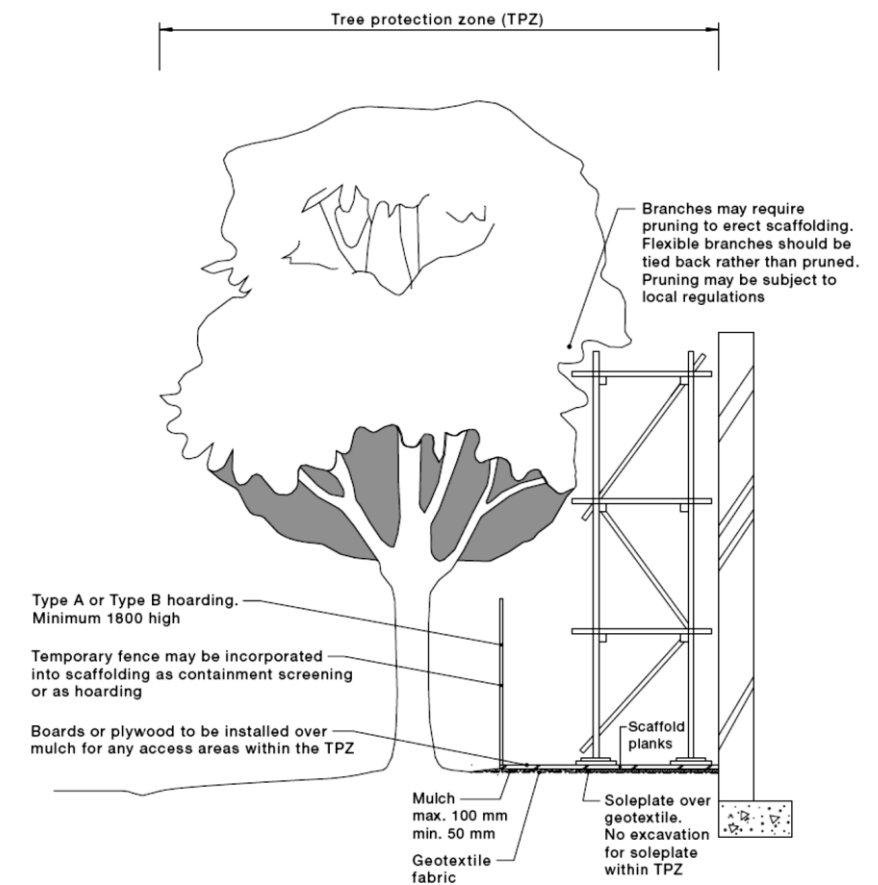 Tree protection zone (TPZ)
Branches may require
pruning to erect scaffolding.
Flexible branches should be
tied back rather than pruned.
Pruning may be subject to
local regulations
Type A or Type B hoarding.
Minimum 1800 high
Temporary fence may be incorporated
into scaffolding as containment screening
or as hoarding
Boards or plywood to be installed over
mulch for any access areas within the TPZ
Scaffold
planks
Mulch
max. 100 mm
min. 50 mm
Geotextile
fabric
Soleplate over
geotextile.
No excavation
for soleplate
within TPZ